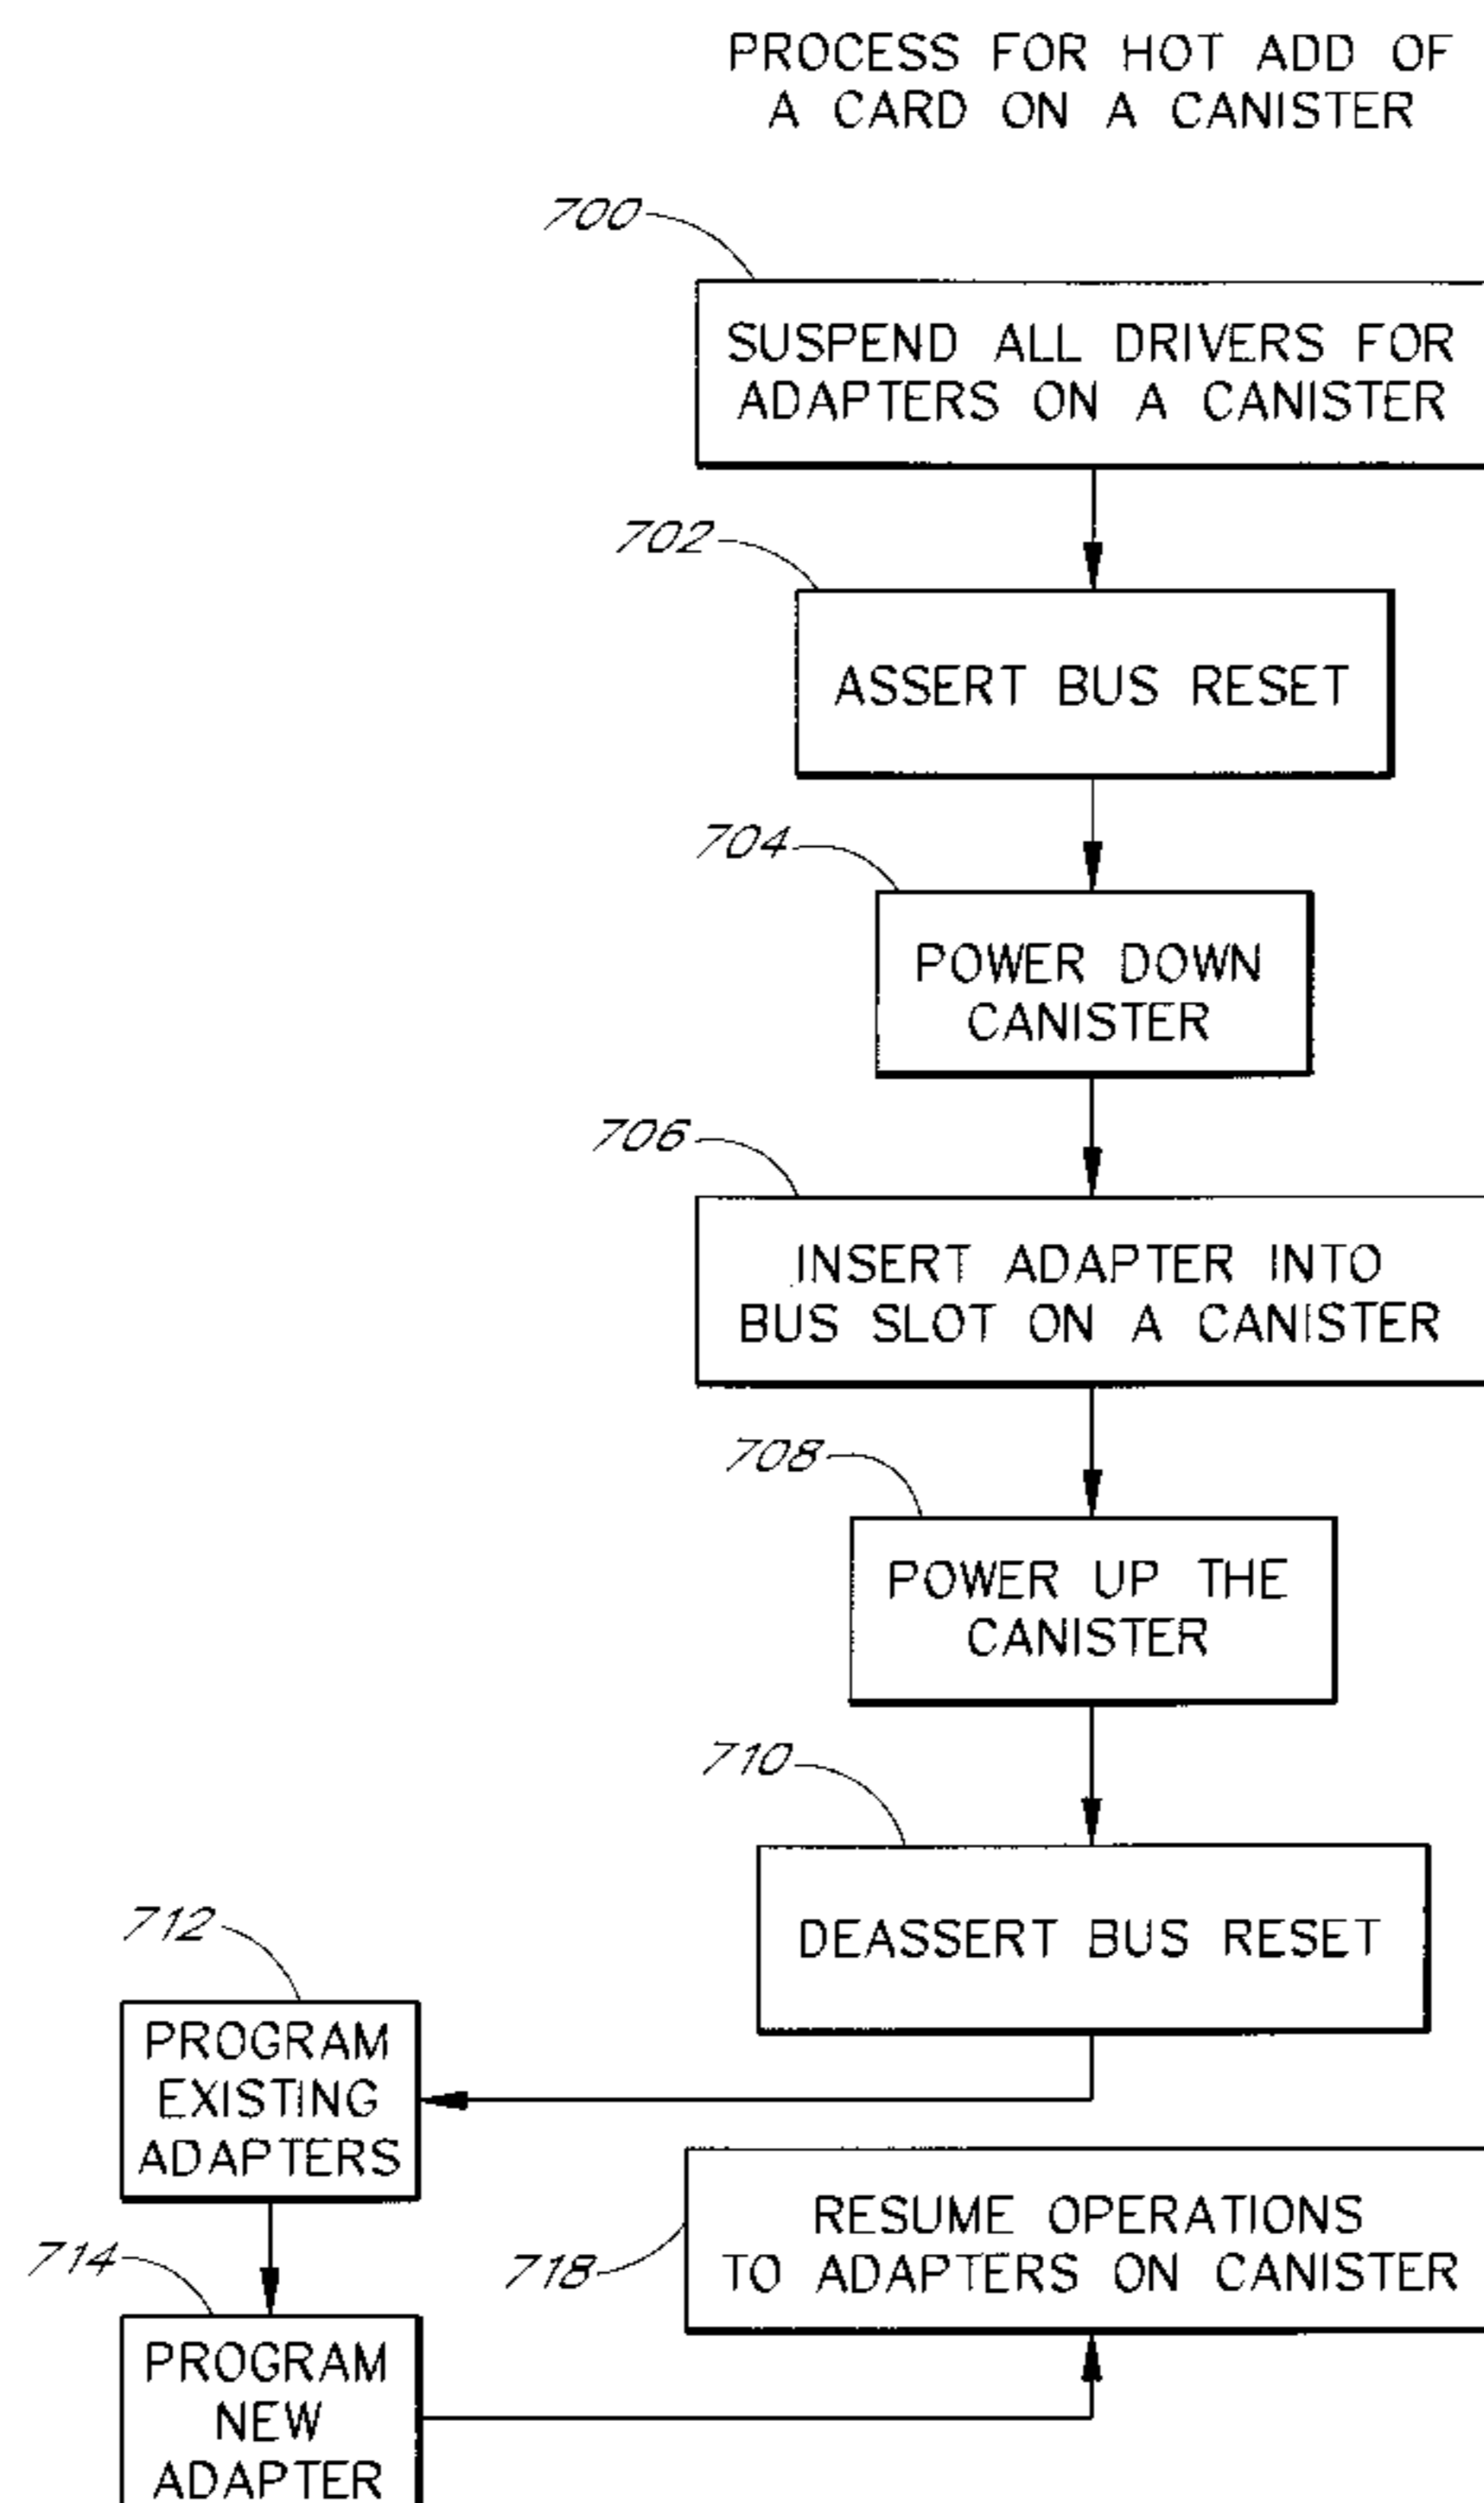 PROCESS FOR HOT ADD OF
A CARD ON A CANISTER
700
SUSPEND ALL DRIVERS FOR
ADAPTERS ON A CANISTER
702
ASSERT BUS RESET
704
POWER DOWN
CANISTER
706
INSERT ADAPTER INTO
BUS SLOT ON A CANISTER
708
POWER UP THE
CANISTER
710
DEASSERT BUS RESET
712
PROGRAM
EXISTING
ADAPTERS
714
PROGRAM
NEW
ADAPTER
718
RESUME OPERATIONS
TO ADAPTERS ON CANISTER